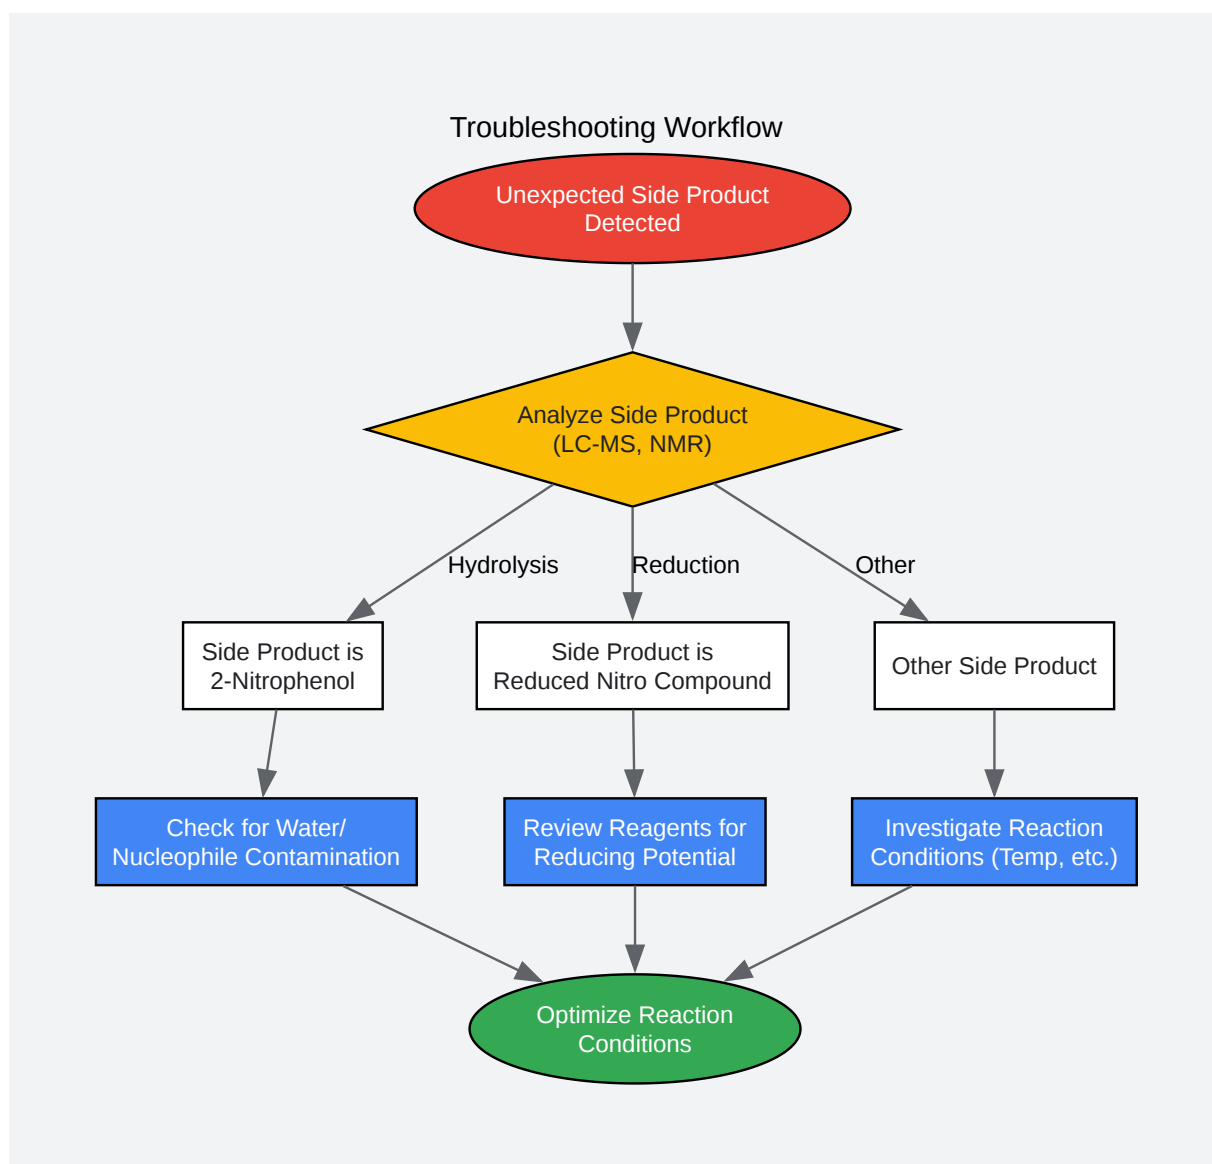 Troubleshooting Workflow
Unexpected Side Product
Detected
Analyze Side Product
(LC-MS, NMR)
Hydrolysis
Reduction
Other
Side Product is
2-Nitrophenol
Side Product is
Reduced Nitro Compound
Other Side Product
Check for Water/
Nucleophile Contamination
Review Reagents for
Reducing Potential
Investigate Reaction
Conditions (Temp, etc.)
Optimize Reaction
Conditions